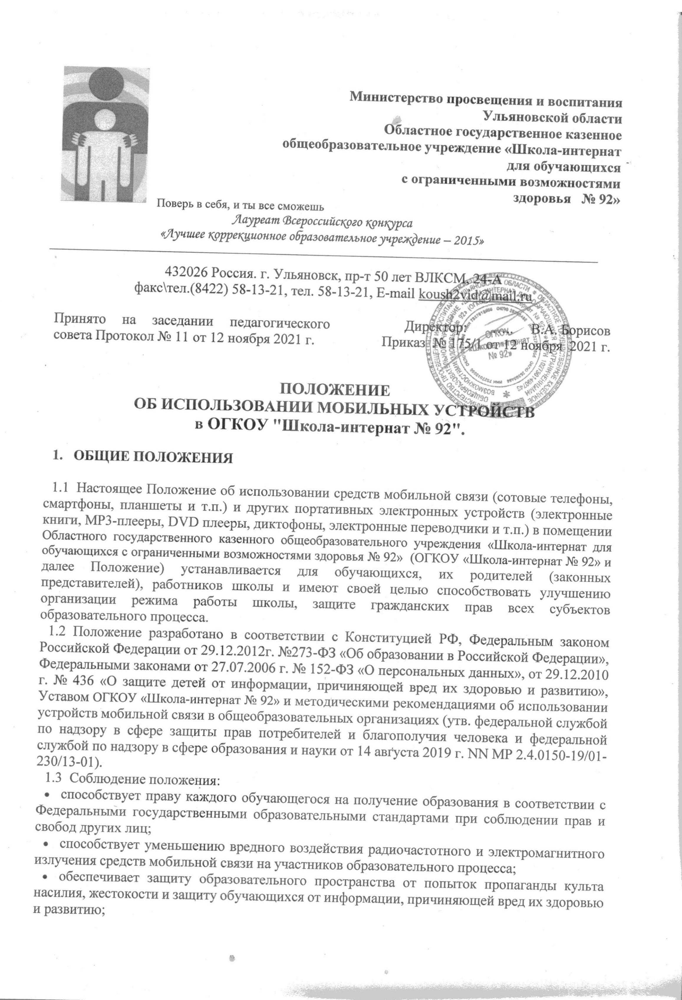 Министерство просвещения и воспитания
Ульяновской области
Областное государственное казенное
общеобразовательное учреждение «Школа-интернат
для обучающихся
с ограниченными возможностями
здоровья № 92»
Поверь в себя, и ты все сможешь
Лауреат Всероссийского конкурса
«Лучшее коррекционное образовательное учреждение – 2015»
432026 Россия. г. Ульяновск, пр-т 50 лет ВЛКСМ, 24-А
факс\тел.(8422) 58-13-21, тел. 58-13-21, E-mail koush2vid@mail.ru
Принято на заседании педагогического
совета Протокол № 11 от 12 ноября 2021 г.
Директор: В.А. Борисов
Приказ № 175/1 от 12 ноября 2021 г.
ОГКОУ
«Школа-интернат
№ 92»
ПОЛОЖЕНИЕ
ОБ ИСПОЛЬЗОВАНИИ МОБИЛЬНЫХ УСТРОЙСТВ
в ОГКОУ "Школа-интернат № 92".
1. ОБЩИЕ ПОЛОЖЕНИЯ
1.1 Настоящее Положение об использовании средств мобильной связи (сотовые телефоны,
смартфоны, планшеты и т.п.) и других портативных электронных устройств (электронные
книги, MP3-плееры, DVD плееры, диктофоны, электронные переводчики и т.п.) в помещении
Областного государственного казенного общеобразовательного учреждения «Школа-интернат для
обучающихся с ограниченными возможностями здоровья № 92» (ОГКОУ «Школа-интернат № 92» и
далее Положение) устанавливается для обучающихся, их родителей (законных
представителей), работников школы и имеют своей целью способствовать улучшению
организации режима работы школы, защите гражданских прав всех субъектов
образовательного процесса.
1.2 Положение разработано в соответствии с Конституцией РФ, Федеральным законом
Российской Федерации от 29.12.2012г. №273-ФЗ «Об образовании в Российской Федерации»,
Федеральными законами от 27.07.2006 г. № 152-ФЗ «О персональных данных», от 29.12.2010
г. № 436 «О защите детей от информации, причиняющей вред их здоровью и развитию»,
Уставом ОГКОУ «Школа-интернат № 92» и методическими рекомендациями об использовании
устройств мобильной связи в общеобразовательных организациях (утв. федеральной службой
по надзору в сфере защиты прав потребителей и благополучия человека и федеральной
службой по надзору в сфере образования и науки от 14 августа 2019 г. NN МР 2.4.0150-19/01-
230/13-01).
1.3 Соблюдение положения:
• способствует праву каждого обучающегося на получение образования в соответствии с
Федеральными государственными образовательными стандартами при соблюдении прав и
свобод других лиц;
• способствует уменьшению вредного воздействия радиочастотного и электромагнитного
излучения средств мобильной связи на участников образовательного процесса;
• обеспечивает защиту образовательного пространства от попыток пропаганды культа
насилия, жестокости и защиту обучающихся от информации, причиняющей вред их здоровью
и развитию;